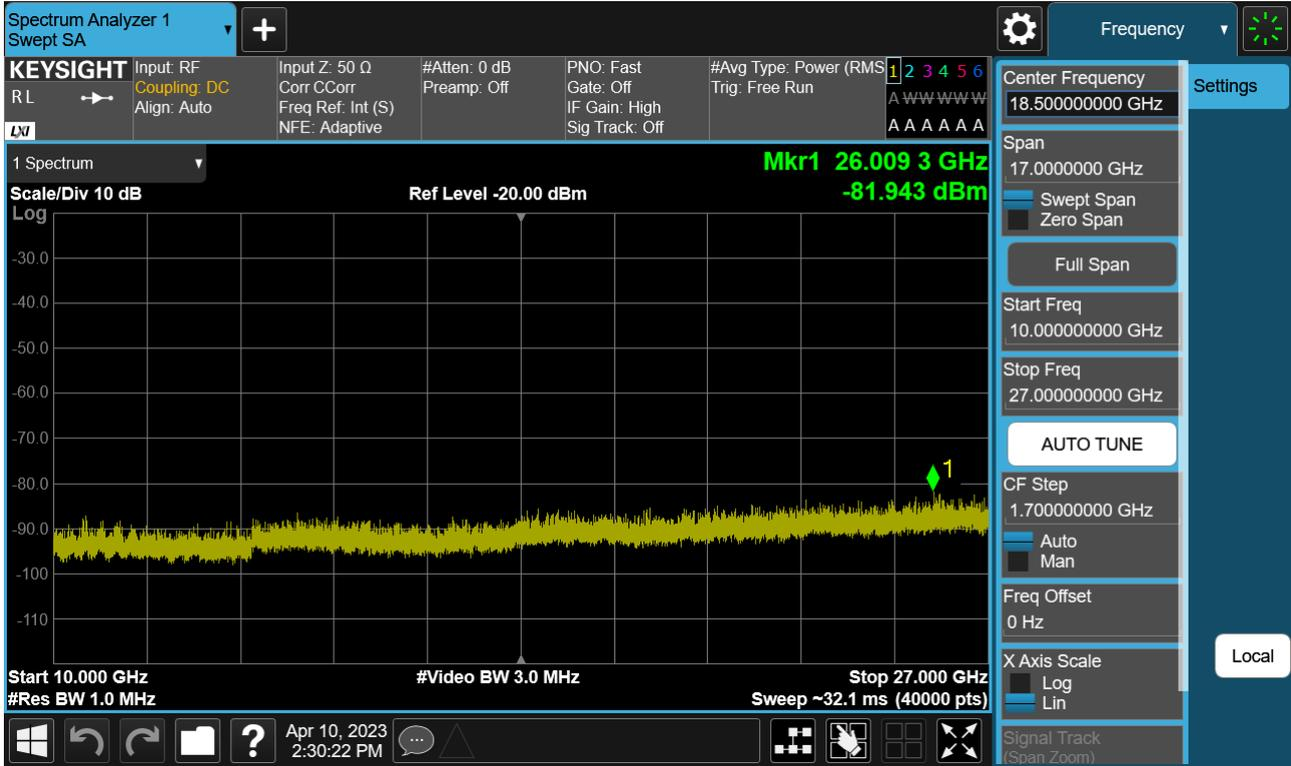 Spectrum Analyzer 1
Swept SA
Frequency
KEYSIGHT
RL
LXI
Input: RF
Coupling: DC
Align: Auto
Input Z: 50 Ω
Corr CCorr
Freq Ref: Int (S)
NFE: Adaptive
#Atten: 0 dB
Preamp: Off
PNO: Fast
Gate: Off
IF Gain: High
Sig Track: Off
#Avg Type: Power (RMS
Trig: Free Run
1 2 3 4 5 6
A W W W W W
A A A A A A
1 Spectrum
Scale/Div 10 dB
Ref Level -20.00 dBm
Mkr1 26.009 3 GHz
-81.943 dBm
Log
-30.0
-40.0
-50.0
-60.0
-70.0
-80.0
-90.0
-100
-110
1
Start 10.000 GHz
#Video BW 3.0 MHz
Stop 27.000 GHz
#Res BW 1.0 MHz
Sweep ~32.1 ms (40000 pts)
Center Frequency
18.500000000 GHz
Span
17.0000000 GHz
Swept Span
Zero Span
Full Span
Start Freq
10.000000000 GHz
Stop Freq
27.000000000 GHz
AUTO TUNE
CF Step
1.700000000 GHz
Auto
Man
Freq Offset
0 Hz
X Axis Scale
Log
Lin
Signal Track
(Span Zoom)
Settings
Local
?
Apr 10, 2023
2:30:22 PM